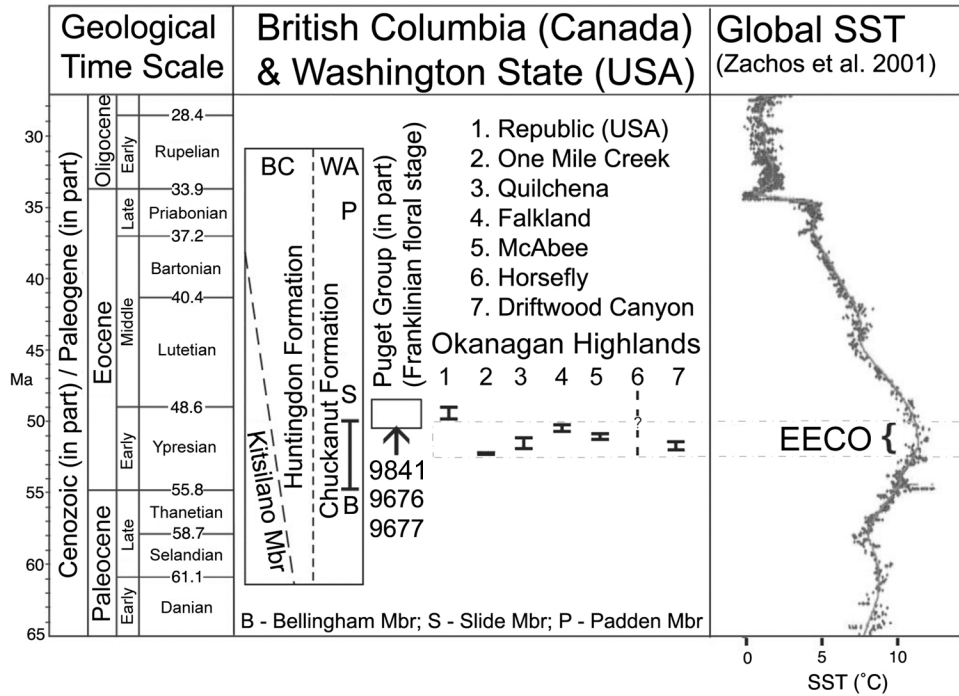 Geological
Time Scale
British Columbia (Canada)
& Washington State (USA)
Global SST
(Zachos et al. 2001)
Ma
30
35
40
45
50
55
60
65
Cenozoic (in part) / Paleogene (in part)
Oligocene
Eocene
Paleocene
Early
Late
Middle
Early
Late
Early
28.4
Rupelian
33.9
Priabonian
37.2
Bartonian
40.4
Lutetian
48.6
Ypresian
55.8
Thanetian
58.7
Selandian
61.1
Danian
BC
WA
P
S
B
Kitsilano Mbr
Huntingdon Formation
Chuckanut Formation
Puget Group (in part)
(Franklinian floral stage)
9841
9676
9677
1. Republic (USA)
2. One Mile Creek
3. Quilchena
4. Falkland
5. McAbee
6. Horsefly
7. Driftwood Canyon
Okanagan Highlands
1 2 3 4 5 6 7
?
EECO {
B - Bellingham Mbr; S - Slide Mbr; P - Padden Mbr
0 5 10
SST (˚C)